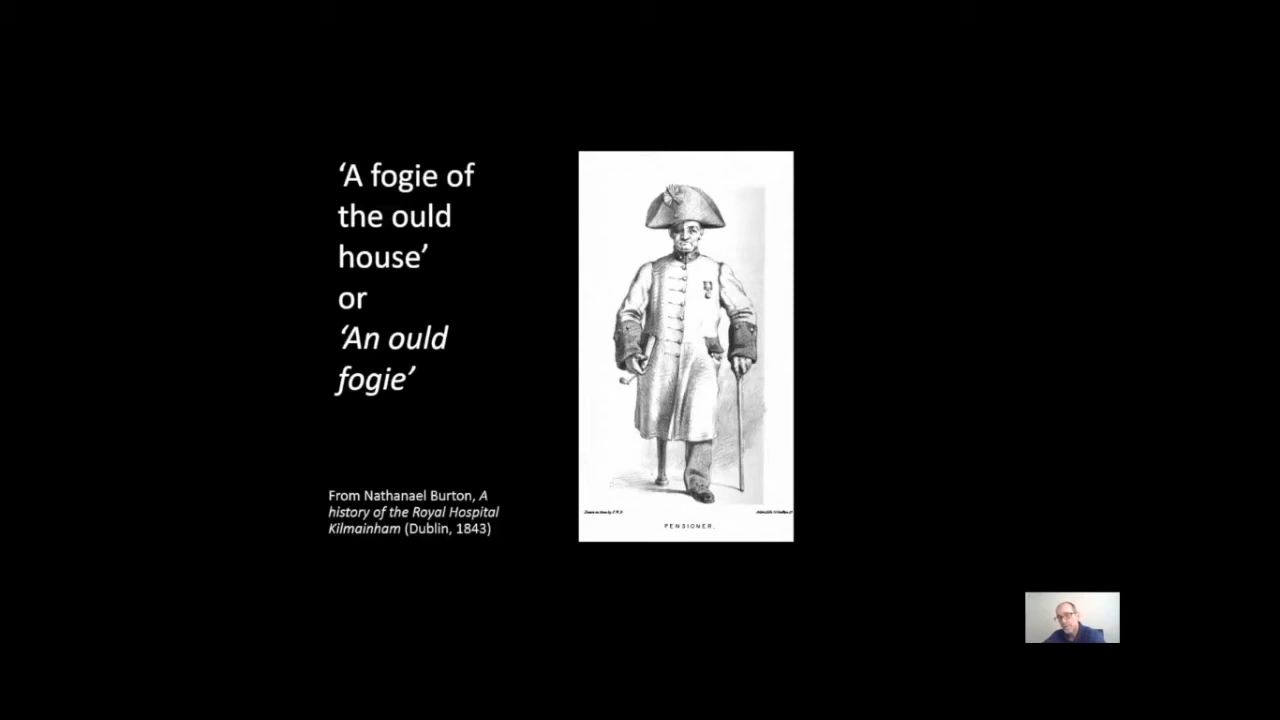 ‘A fogie of
the ould
house’
or
‘An ould
fogie’
From Nathanael Burton, A
history of the Royal Hospital
Kilmainham (Dublin, 1843)
PENSIONER.